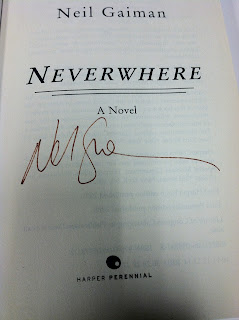 Neil Gaiman
NEVERWHERE
A Novel
HARPER PERENNIAL